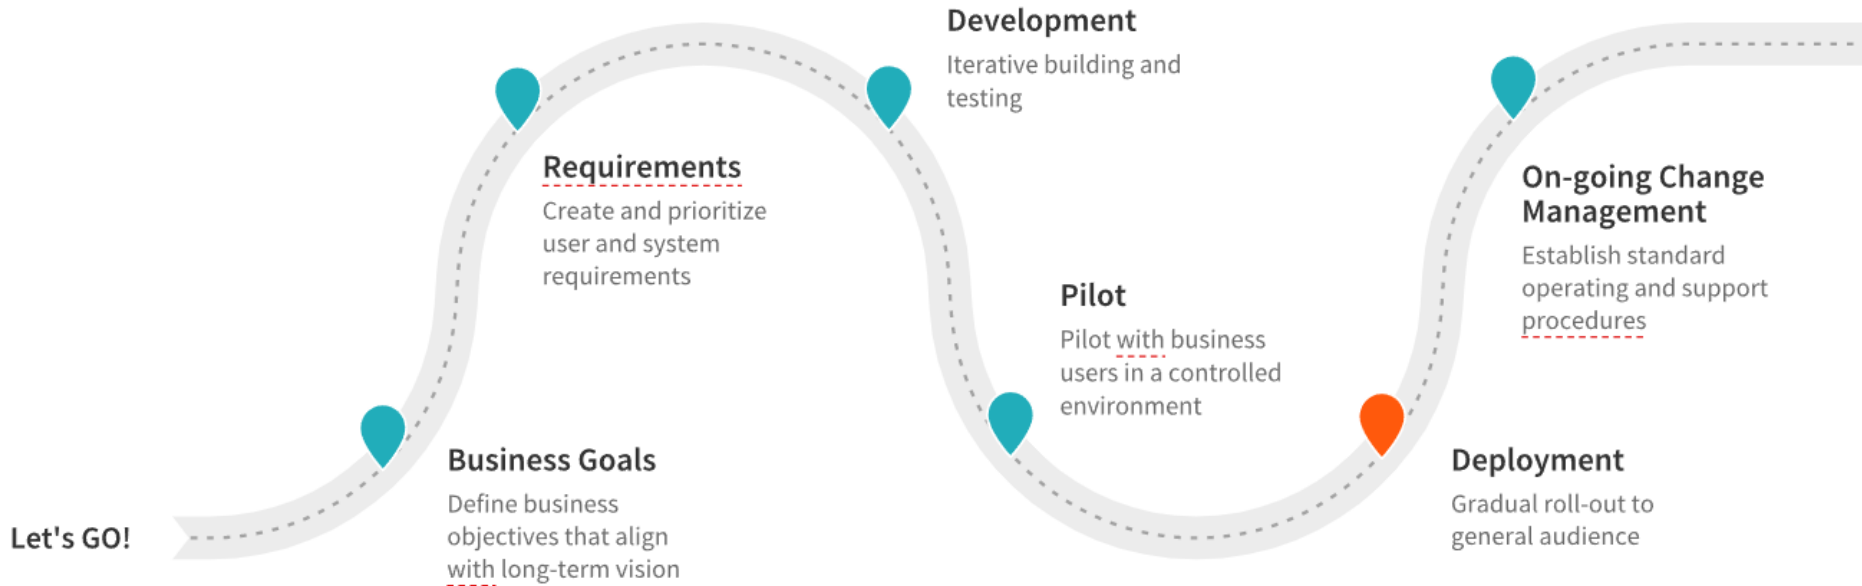 Let's GO!
Business Goals
Define business
objectives that align
with long-term vision
Requirements
Create and prioritize
user and system
requirements
Development
Iterative building and
testing
Pilot
Pilot with business
users in a controlled
environment
Deployment
Gradual roll-out to
general audience
On-going Change
Management
Establish standard
operating and support
procedures